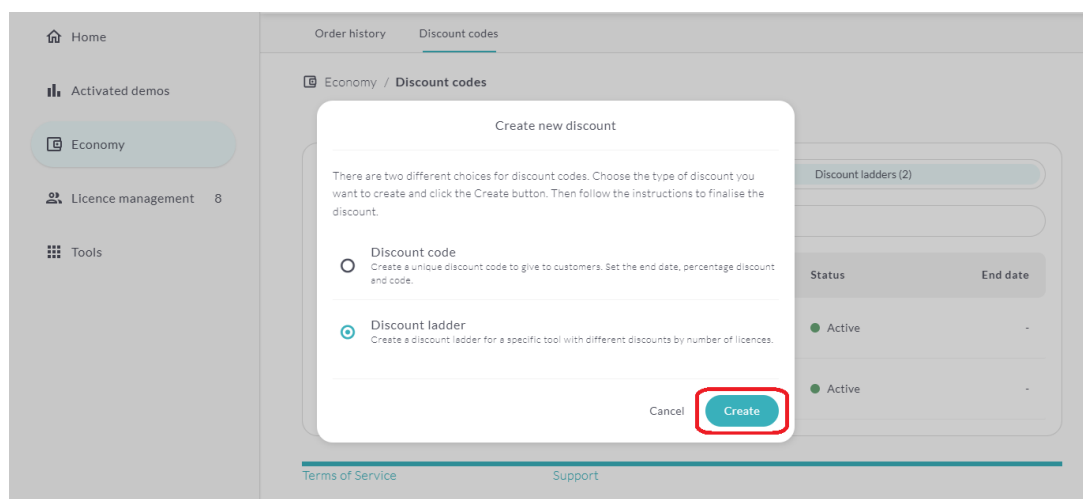 Home
Activated demos
Economy
Licence management 8
Tools
Order history Discount codes
Economy / Discount codes
Create new discount
There are two different choices for discount codes. Choose the type of discount you
want to create and click the Create button. Then follow the instructions to finalise the
discount.
Discount code
Create a unique discount code to give to customers. Set the end date, percentage discount
and code.
Discount ladder
Create a discount ladder for a specific tool with different discounts by number of licences.
Cancel Create
Discount ladders (2)
Status End date
Active -
Active -
Terms of Service Support